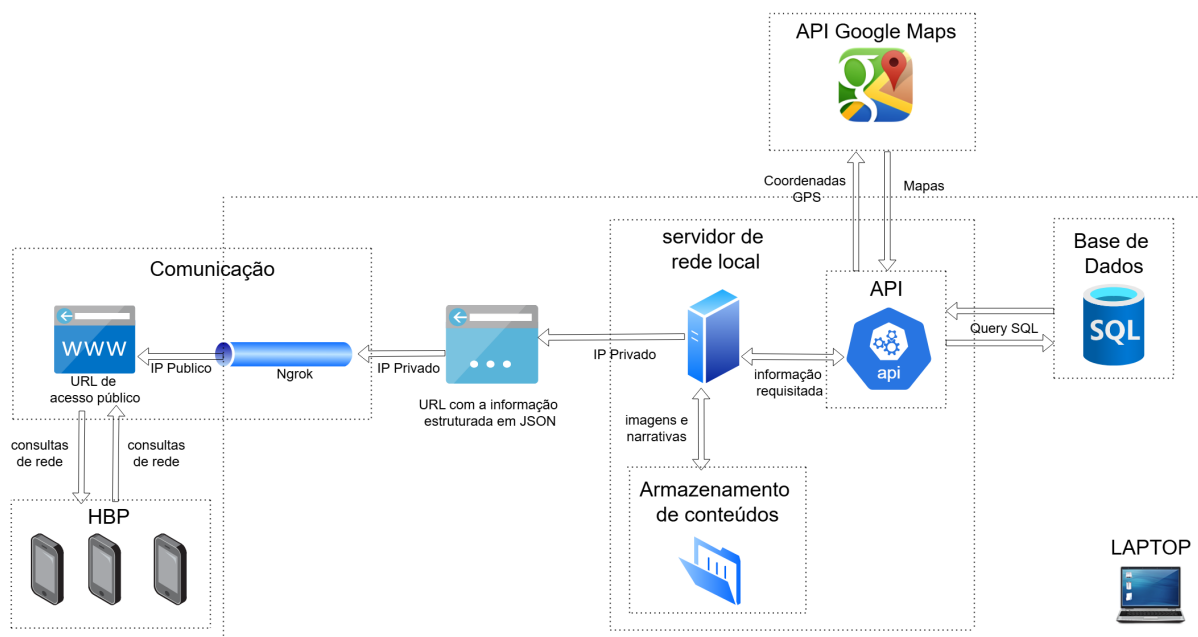 API Google Maps
Coordenadas
GPS
Mapas
servidor de
rede local
Base de
Dados
Comunicação
API
SQL
Query SQL
www
IP Publico
Ngrok
IP Privado
IP Privado
api
URL de
acesso público
URL com a informação
estruturada em JSON
informação
requisitada
imagens e
narrativas
consultas
de rede
consultas
de rede
Armazenamento
de conteúdos
HBP
LAPTOP